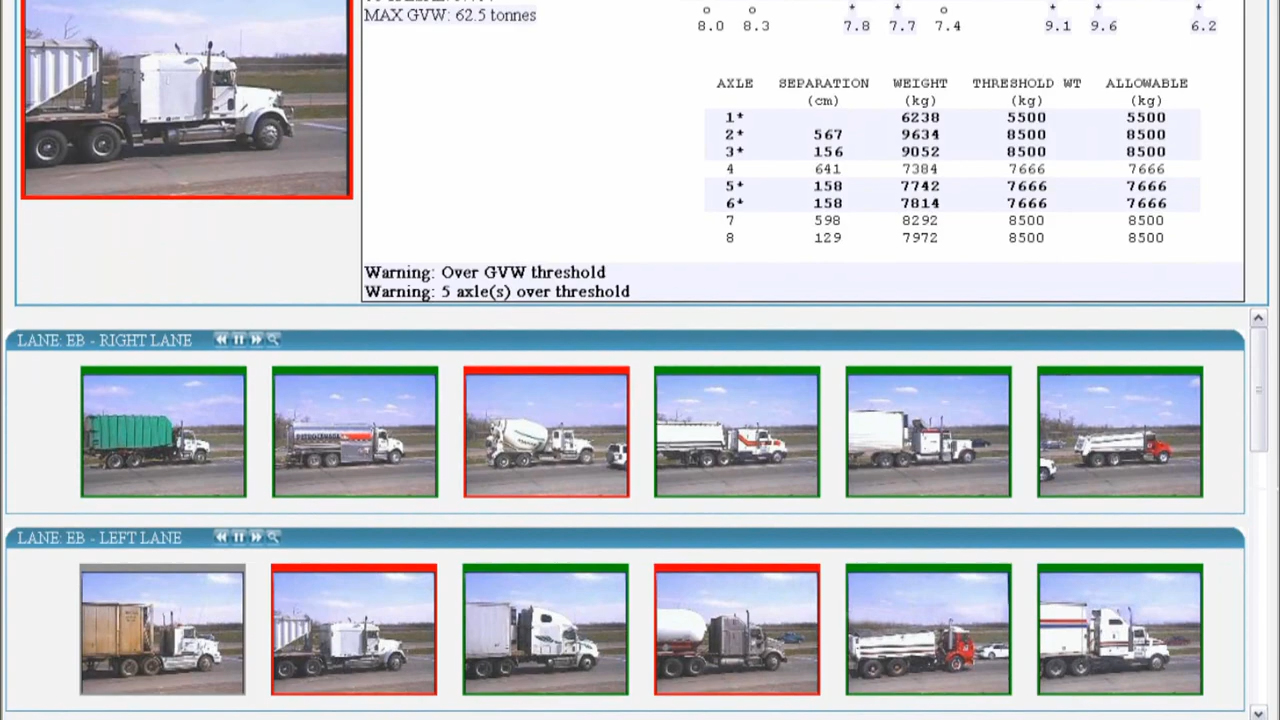 MAX GVW: 62.5 tonnes
o o * * o * * *
8.0 8.3 7.8 7.7 7.4 9.1 9.6 6.2
AXLE SEPARATION WEIGHT THRESHOLD WT ALLOWABLE
(cm) (kg) (kg) (kg)
1* 6238 5500 5500
2* 567 9634 8500 8500
3* 156 9052 8500 8500
4 641 7384 7666 7666
5* 158 7742 7666 7666
6* 158 7814 7666 7666
7 598 8292 8500 8500
8 129 7972 8500 8500
Warning: Over GVW threshold
Warning: 5 axle(s) over threshold
LANE: EB - RIGHT LANE
LANE: EB - LEFT LANE